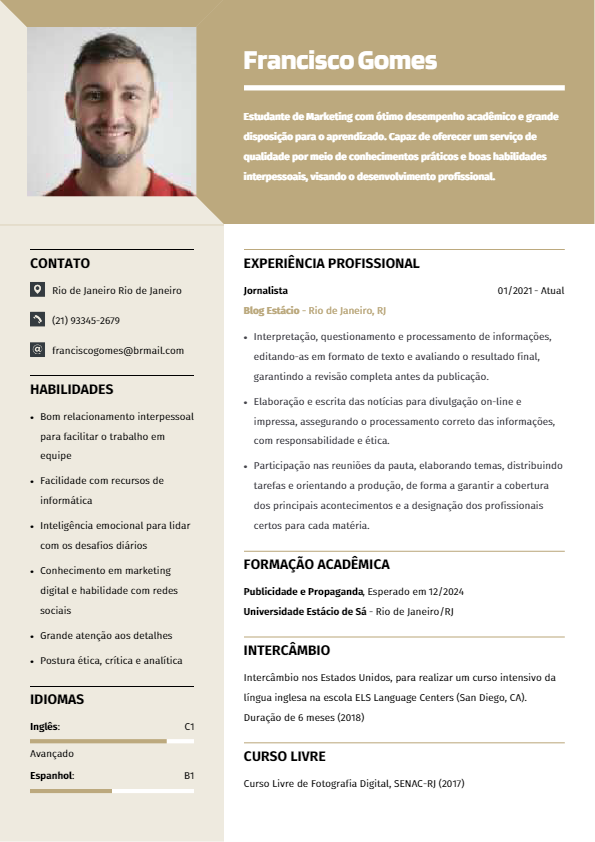 Francisco Gomes
Estudante de Marketing com ótimo desempenho acadêmico e grande
disposição para o aprendizado. Capaz de oferecer um serviço de
qualidade por meio de conhecimentos práticos e boas habilidades
interpessoais, visando o desenvolvimento profissional.
CONTATO
Rio de Janeiro Rio de Janeiro
(21) 93345-2679
@ franciscogomes@brmail.com
HABILIDADES
• Bom relacionamento interpessoal
para facilitar o trabalho em
equipe
• Facilidade com recursos de
informática
• Inteligência emocional para lidar
com os desafios diários
• Conhecimento em marketing
digital e habilidade com redes
sociais
• Grande atenção aos detalhes
• Postura ética, crítica e analítica
IDIOMAS
Inglês: C1
Avançado
Espanhol: B1
EXPERIÊNCIA PROFISSIONAL
Jornalista 01/2021 - Atual
Blog Estácio - Rio de Janeiro, RJ
• Interpretação, questionamento e processamento de informações,
editando-as em formato de texto e avaliando o resultado final,
garantindo a revisão completa antes da publicação.
• Elaboração e escrita das notícias para divulgação on-line e
impressa, assegurando o processamento correto das informações,
com responsabilidade e ética.
• Participação nas reuniões da pauta, elaborando temas, distribuindo
tarefas e orientando a produção, de forma a garantir a cobertura
dos principais acontecimentos e a designação dos profissionais
certos para cada matéria.
FORMAÇÃO ACADÊMICA
Publicidade e Propaganda, Esperado em 12/2024
Universidade Estácio de Sá - Rio de Janeiro/RJ
INTERCÂMBIO
Intercâmbio nos Estados Unidos, para realizar um curso intensivo da
língua inglesa na escola ELS Language Centers (San Diego, CA).
Duração de 6 meses (2018)
CURSO LIVRE
Curso Livre de Fotografia Digital, SENAC-RJ (2017)